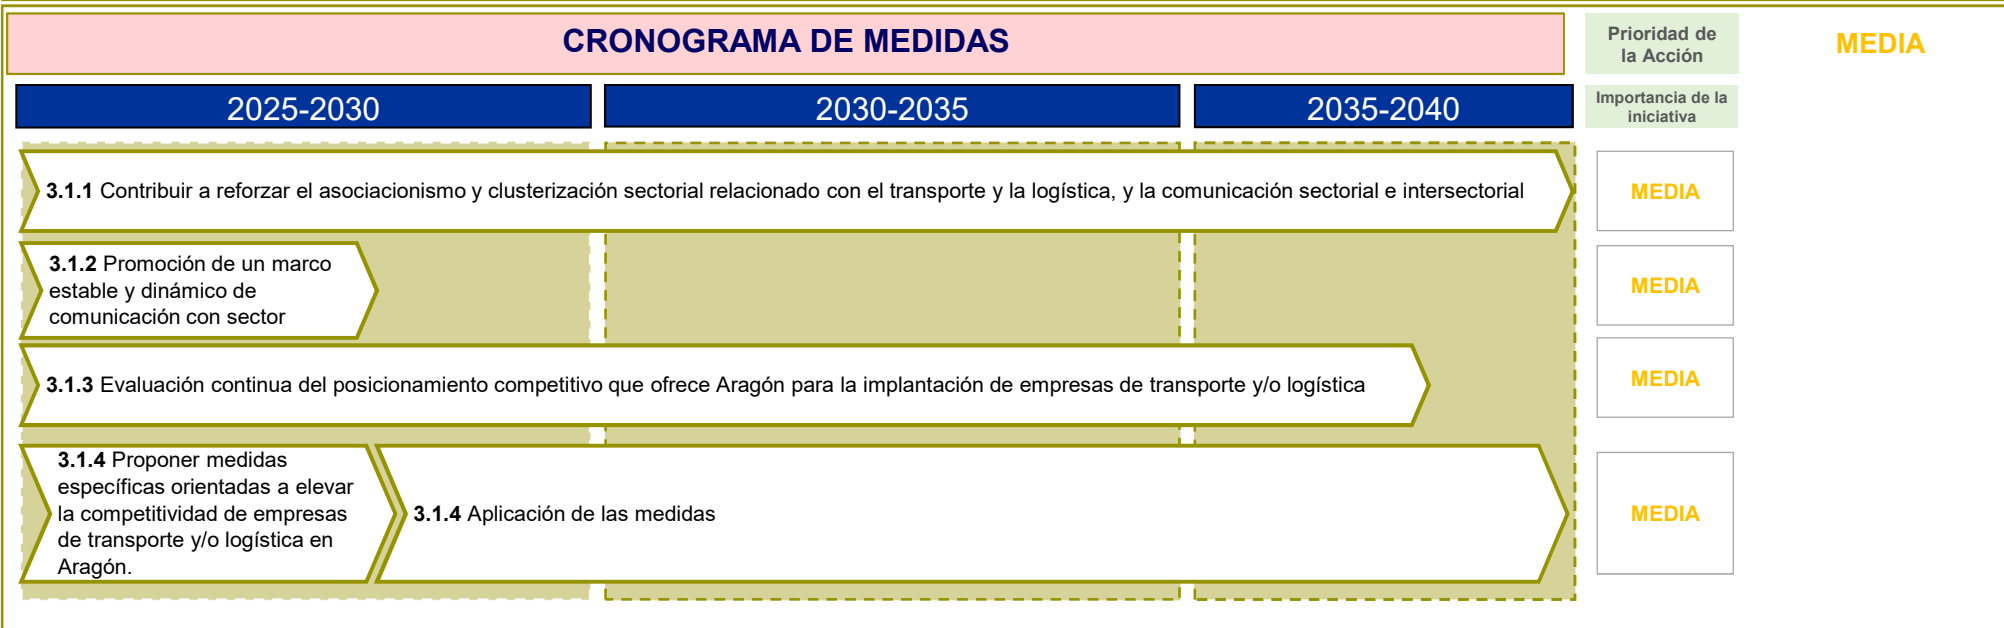 CRONOGRAMA DE MEDIDAS
Prioridad de
la Acción
MEDIA
2025-2030
2030-2035
2035-2040
Importancia de la
iniciativa
3.1.1 Contribuir a reforzar el asociacionismo y clusterización sectorial relacionado con el transporte y la logística, y la comunicación sectorial e intersectorial
MEDIA
3.1.2 Promoción de un marco
estable y dinámico de
comunicación con sector
MEDIA
3.1.3 Evaluación continua del posicionamiento competitivo que ofrece Aragón para la implantación de empresas de transporte y/o logística
MEDIA
3.1.4 Proponer medidas
específicas orientadas a elevar
la competitividad de empresas
de transporte y/o logística en
Aragón.
3.1.4 Aplicación de las medidas
MEDIA